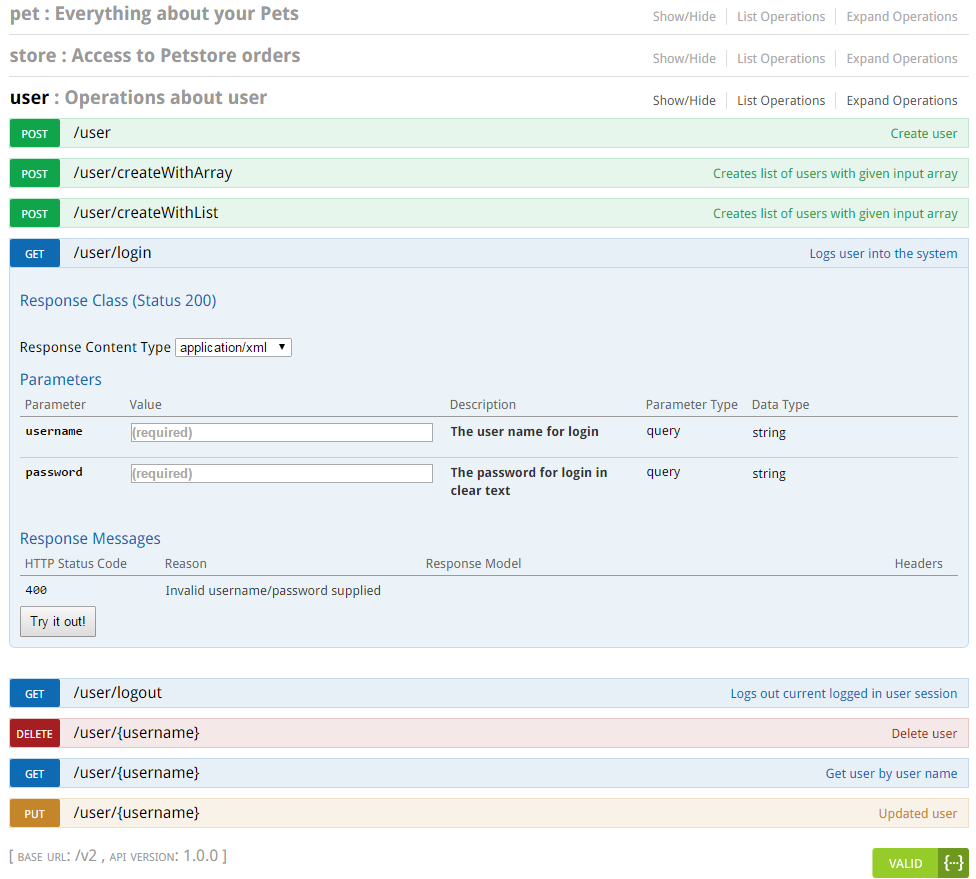 pet : Everything about your Pets Show/Hide List Operations Expand Operations
store : Access to Petstore orders Show/Hide List Operations Expand Operations
user : Operations about user Show/Hide List Operations Expand Operations
POST /user Create user
POST /user/createWithArray Creates list of users with given input array
POST /user/createWithList Creates list of users with given input array
GET /user/login Logs user into the system
Response Class (Status 200)
Response Content Type application/xml
Parameters
Parameter Value Description Parameter Type Data Type
username (required) The user name for login query string
password (required) The password for login in query string
clear text
Response Messages
HTTP Status Code Reason Response Model Headers
400 Invalid username/password supplied
Try it out!
GET /user/logout Logs out current logged in user session
DELETE /user/{username} Delete user
GET /user/{username} Get user by user name
PUT /user/{username} Updated user
[ BASE URL: /v2 , API VERSION: 1.0.0 ]
VALID {···}